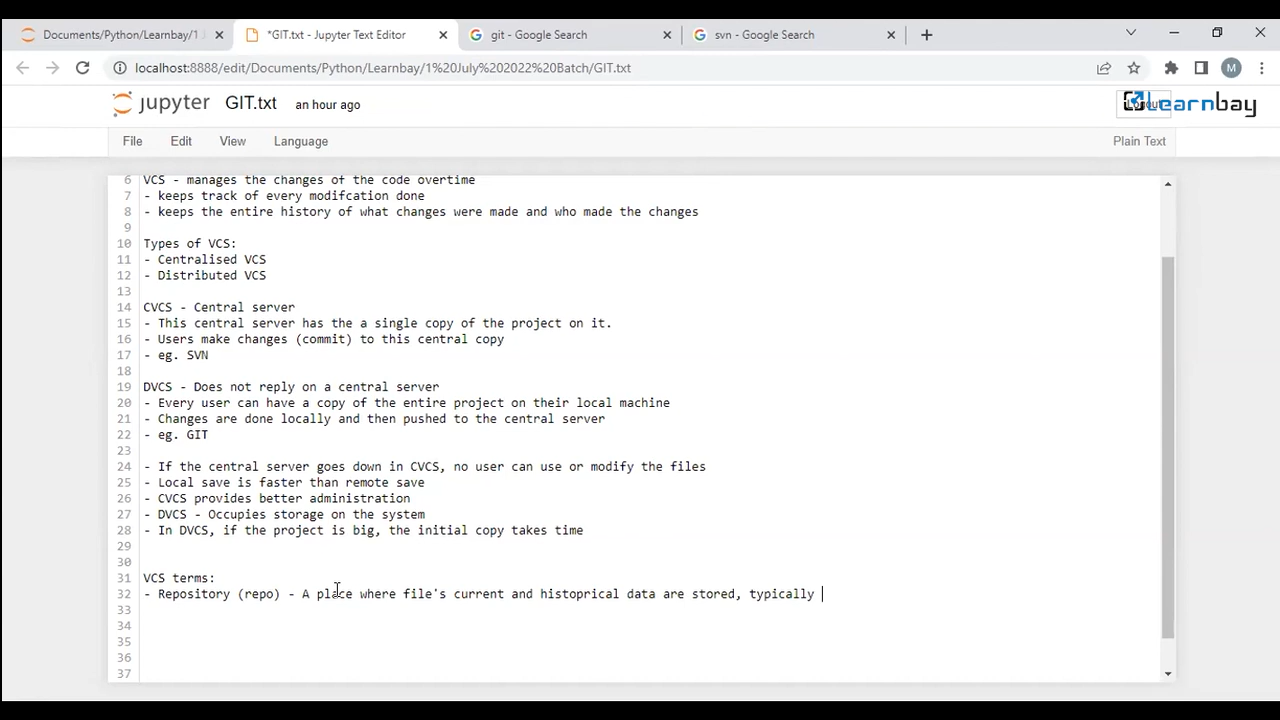 Documents/Python/Learnbay/1 J
*GIT.txt - Jupyter Text Editor
git - Google Search
svn - Google Search
localhost:8888/edit/Documents/Python/Learnbay/1%20July%202022%20Batch/GIT.txt
M
jupyter GIT.txt an hour ago
Learnbay
File Edit View Language Plain Text
6 VCS - manages the changes of the code overtime
7 - keeps track of every modifcation done
8 - keeps the entire history of what changes were made and who made the changes
9
10 Types of VCS:
11 - Centralised VCS
12 - Distributed VCS
13
14 CVCS - Central server
15 - This central server has the a single copy of the project on it.
16 - Users make changes (commit) to this central copy
17 - eg. SVN
18
19 DVCS - Does not reply on a central server
20 - Every user can have a copy of the entire project on their local machine
21 - Changes are done locally and then pushed to the central server
22 - eg. GIT
23
24 - If the central server goes down in CVCS, no user can use or modify the files
25 - Local save is faster than remote save
26 - CVCS provides better administration
27 - DVCS - Occupies storage on the system
28 - In DVCS, if the project is big, the initial copy takes time
29
30
31 VCS terms:
32 - Repository (repo) - A place where file's current and histoprical data are stored, typically
33
34
35
36
37